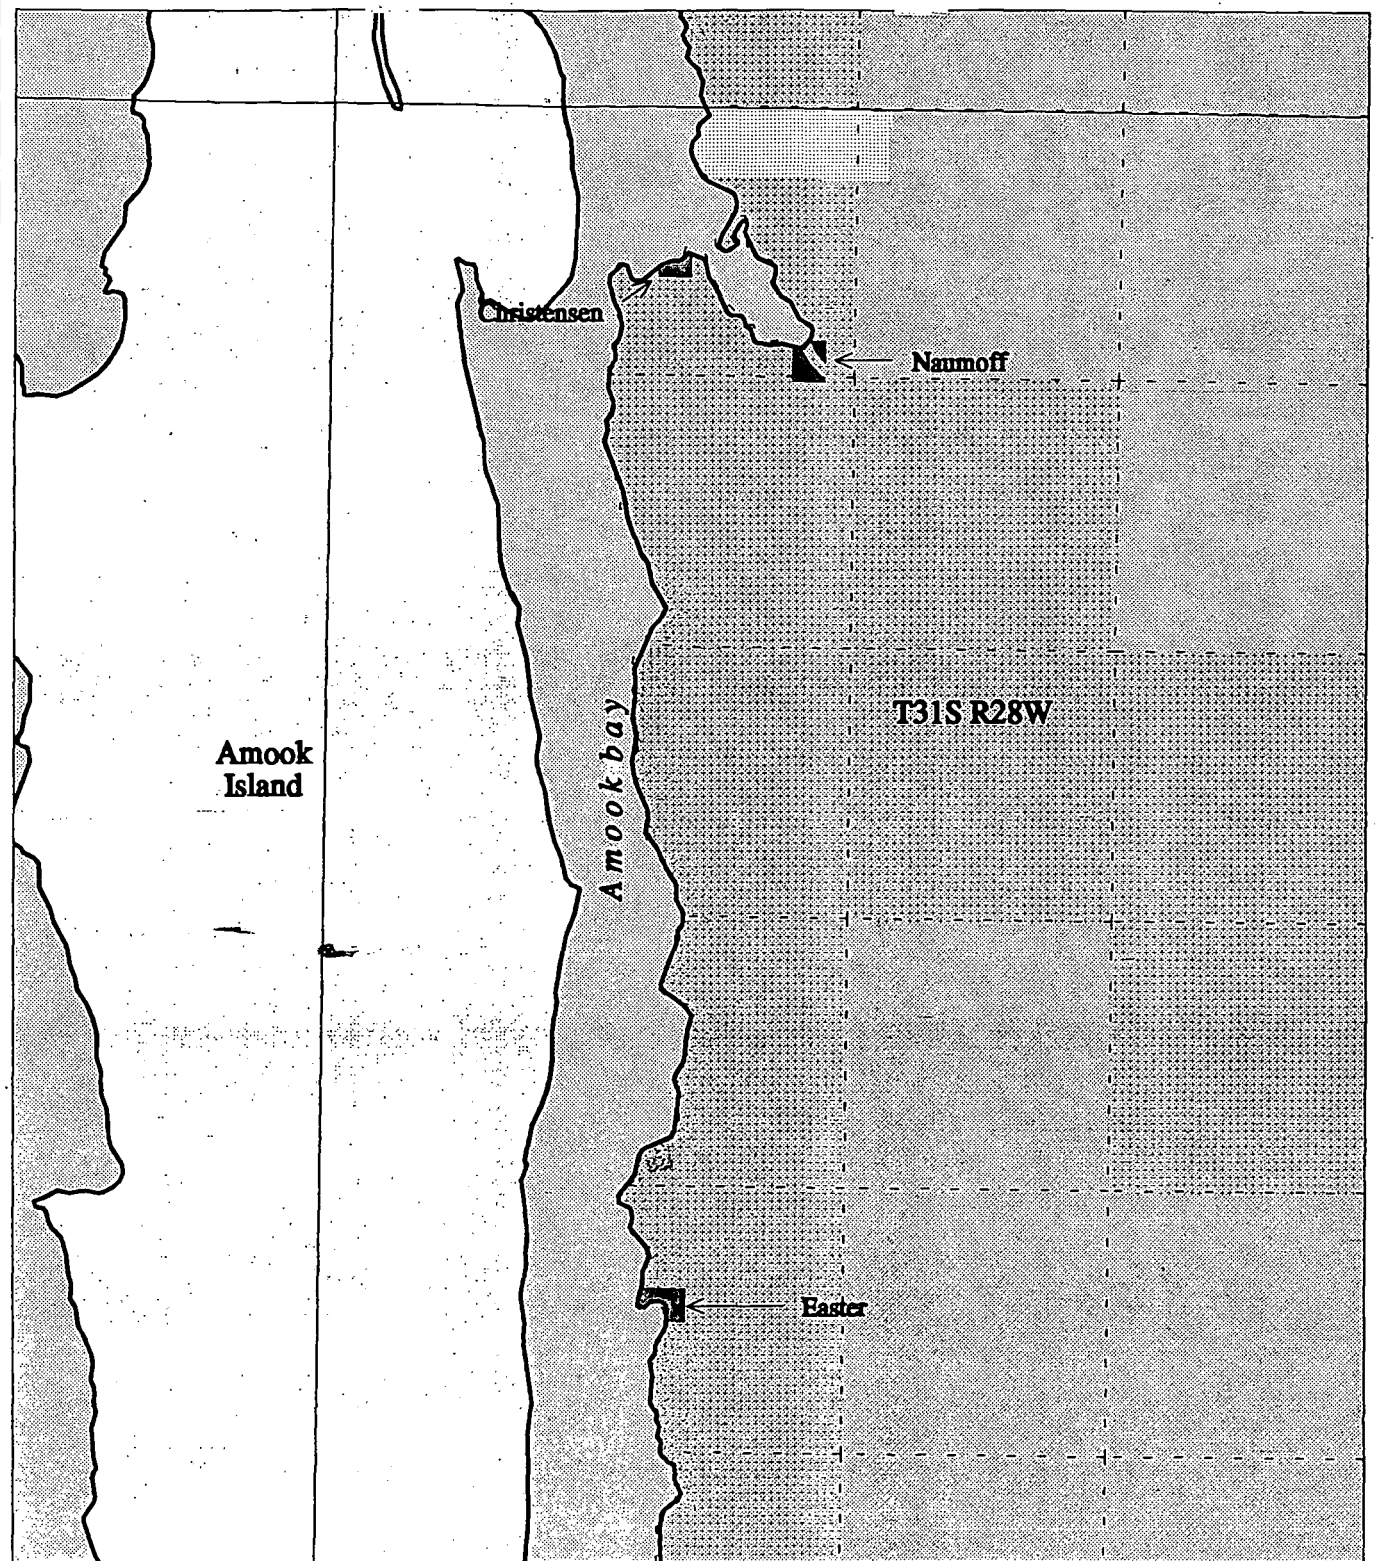 Christensen
Naumoff
T31S R28W
Amook
Island
Amook bay
Easter